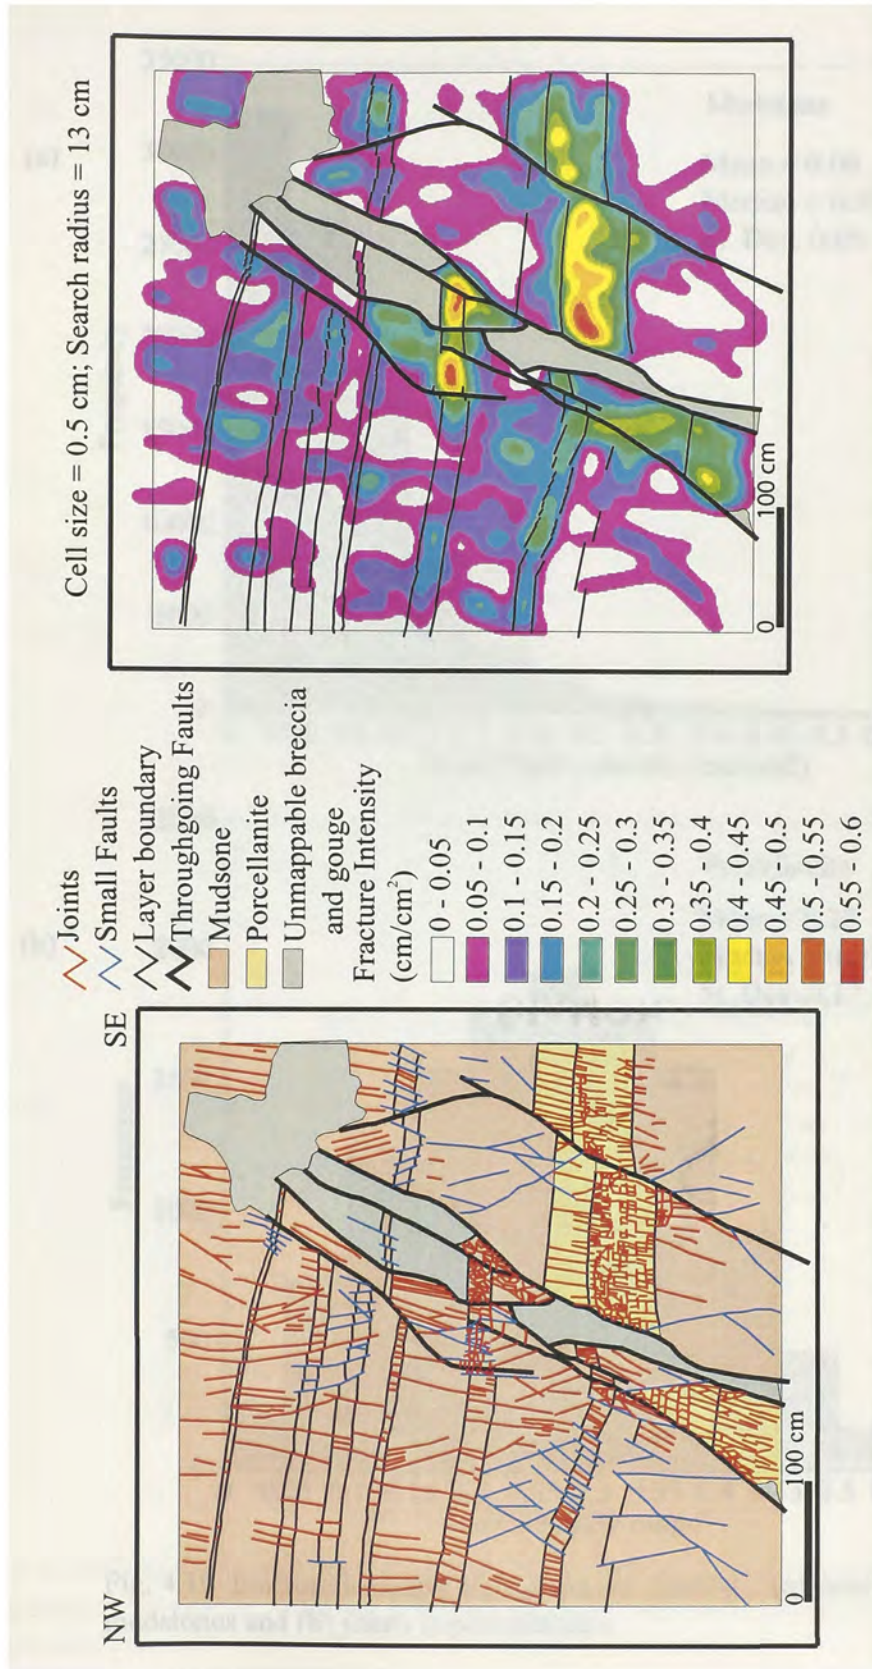 NW
SE
0
100 cm
Joints
Small Faults
Layer boundary
Throughgoing Faults
Mudsone
Porcellanite
Unmappable breccia
and gouge
Fracture Intensity
(cm/cm²)
0 - 0.05
0.05 - 0.1
0.1 - 0.15
0.15 - 0.2
0.2 - 0.25
0.25 - 0.3
0.3 - 0.35
0.35 - 0.4
0.4 - 0.45
0.45 - 0.5
0.5 - 0.55
0.55 - 0.6
Cell size = 0.5 cm; Search radius = 13 cm
0
100 cm